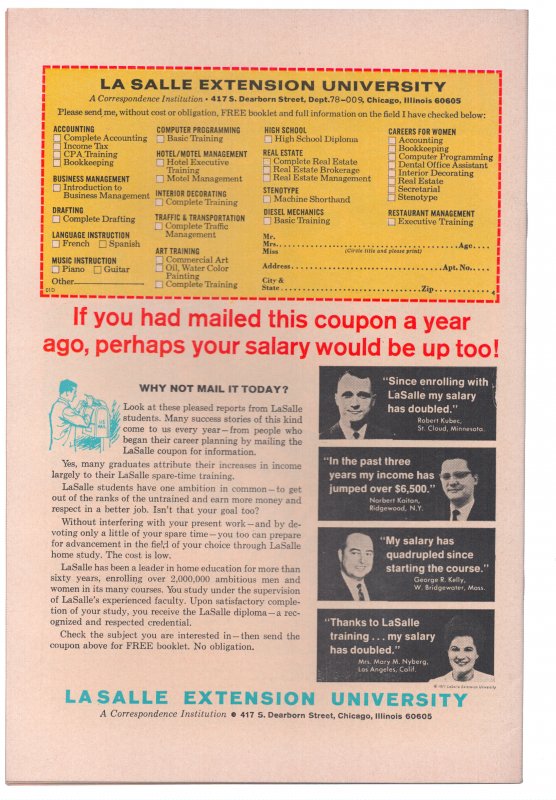 LA SALLE EXTENSION UNIVERSITY
A Correspondence Institution • 417 S. Dearborn Street, Dept. 78-009, Chicago, Illinois 60605
Please send me, without cost or obligation, FREE booklet and full information on the field I have checked below:
ACCOUNTING
Complete Accounting
Income Tax
CPA Training
Bookkeeping
BUSINESS MANAGEMENT
Introduction to
Business Management
DRAFTING
Complete Drafting
LANGUAGE INSTRUCTION
French Spanish
MUSIC INSTRUCTION
Piano Guitar
Other
COMPUTER PROGRAMMING
Basic Training
HOTEL/MOTEL MANAGEMENT
Hotel Executive
Training
Motel Management
INTERIOR DECORATING
Complete Training
TRAFFIC & TRANSPORTATION
Complete Traffic
Management
ART TRAINING
Commercial Art
Oil, Water Color
Painting
Complete Training
HIGH SCHOOL
High School Diploma
REAL ESTATE
Complete Real Estate
Real Estate Brokerage
Real Estate Management
STENOTYPE
Machine Shorthand
DIESEL MECHANICS
Basic Training
CAREERS FOR WOMEN
Accounting
Bookkeeping
Computer Programming
Dental Office Assistant
Interior Decorating
Real Estate
Secretarial
Stenotype
RESTAURANT MANAGEMENT
Executive Training
Mr.
Mrs. Age
Miss (Circle title and please print)
Address Apt. No.
City &
State Zip
4
If you had mailed this coupon a year
ago, perhaps your salary would be up too!
WHY NOT MAIL IT TODAY?
Look at these pleased reports from LaSalle
students. Many success stories of this kind
come to us every year—from people who
began their career planning by mailing the
LaSalle coupon for information.
Yes, many graduates attribute their increases in income
largely to their LaSalle spare-time training.
LaSalle students have one ambition in common—to get
out of the ranks of the untrained and earn more money and
respect in a better job. Isn't that your goal too?
Without interfering with your present work—and by de-
voting only a little of your spare time—you too can prepare
for advancement in the field of your choice through LaSalle
home study. The cost is low.
LaSalle has been a leader in home education for more than
sixty years, enrolling over 2,000,000 ambitious men and
women in its many courses. You study under the supervision
of LaSalle's experienced faculty. Upon satisfactory comple-
tion of your study, you receive the LaSalle diploma—a rec-
ognized and respected credential.
Check the subject you are interested in—then send the
coupon above for FREE booklet. No obligation.
"Since enrolling with
LaSalle my salary
has doubled."
Robert Kubec,
St. Cloud, Minnesota.
"In the past three
years my income has
jumped over $6,500."
Norbert Kaiton,
Ridgewood, N.Y.
"My salary has
quadrupled since
starting the course."
George R. Kelly,
W. Bridgewater, Mass.
"Thanks to LaSalle
training . . . my salary
has doubled."
Mrs. Mary M. Nyberg,
Los Angeles, Calif.
© 1971 LaSalle Extension University
LASALLE EXTENSION UNIVERSITY
A Correspondence Institution • 417 S. Dearborn Street, Chicago, Illinois 60605